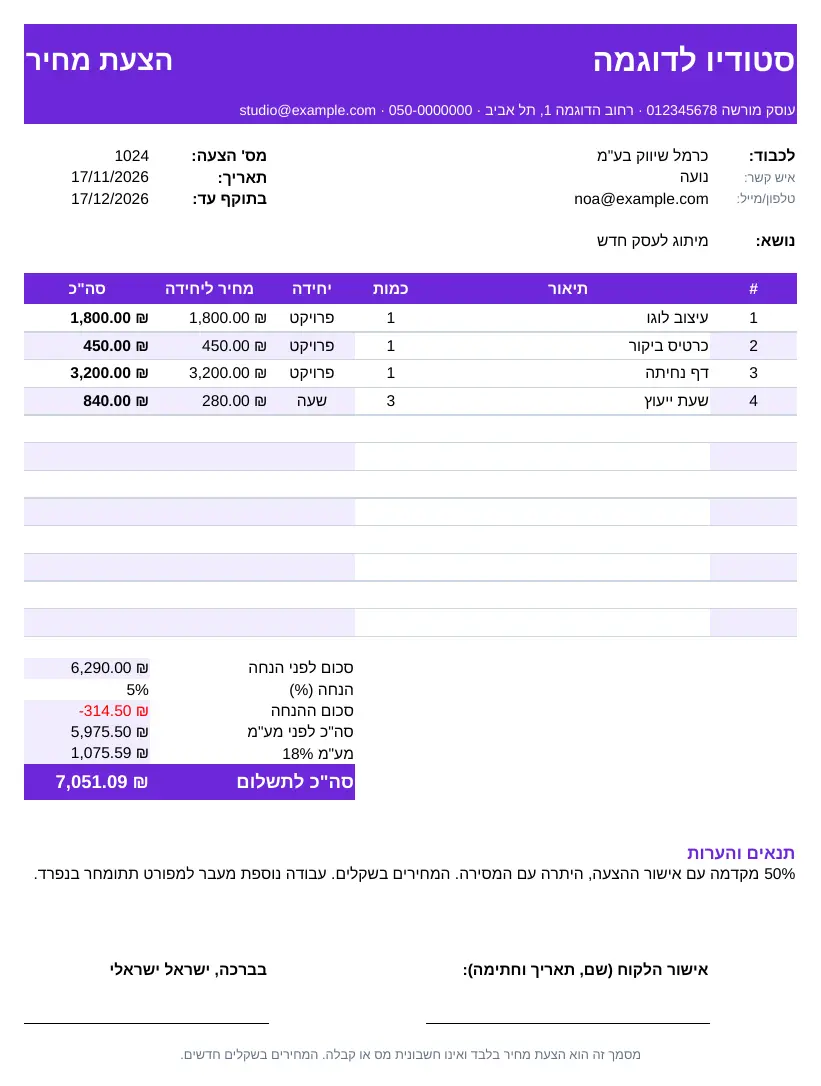 סטודיו לדוגמה הצעת מחיר
עוסק מורשה 012345678 · רחוב הדוגמה 1, תל אביב · 050-0000000 · studio@example.com
לכבוד: כרמל שיווק בע"מ מס' הצעה: 1024
איש קשר: נועה תאריך: 17/11/2026
טלפון/מייל: noa@example.com בתוקף עד: 17/12/2026
נושא: מיתוג לעסק חדש
# תיאור כמות יחידה מחיר ליחידה סה"כ
1 עיצוב לוגו 1 פרויקט 1,800.00 ₪ 1,800.00 ₪
2 כרטיס ביקור 1 פרויקט 450.00 ₪ 450.00 ₪
3 דף נחיתה 1 פרויקט 3,200.00 ₪ 3,200.00 ₪
4 שעת ייעוץ 3 שעה 280.00 ₪ 840.00 ₪
סכום לפני הנחה 6,290.00 ₪
הנחה (%) 5%
סכום ההנחה -314.50 ₪
סה"כ לפני מע"מ 5,975.50 ₪
מע"מ 18% 1,075.59 ₪
סה"כ לתשלום 7,051.09 ₪
תנאים והערות
50% מקדמה עם אישור ההצעה, היתרה עם המסירה. המחירים בשקלים. עבודה נוספת מעבר למפורט תתומחר בנפרד.
אישור הלקוח (שם, תאריך וחתימה): בברכה, ישראל ישראלי
מסמך זה הוא הצעת מחיר בלבד ואינו חשבונית מס או קבלה. המחירים בשקלים חדשים.